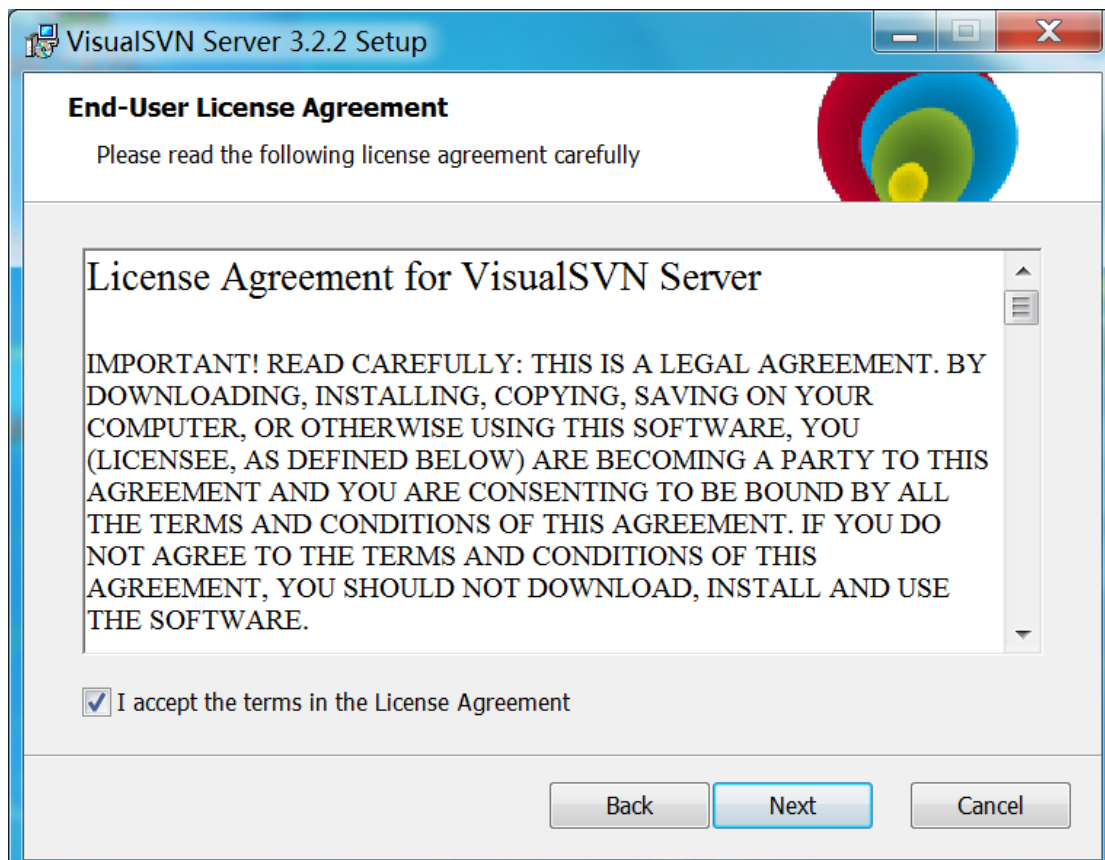 VisualSVN Server 3.2.2 Setup
End-User License Agreement
Please read the following license agreement carefully
License Agreement for VisualSVN Server
IMPORTANT! READ CAREFULLY: THIS IS A LEGAL AGREEMENT. BY
DOWNLOADING, INSTALLING, COPYING, SAVING ON YOUR
COMPUTER, OR OTHERWISE USING THIS SOFTWARE, YOU
(LICENSEE, AS DEFINED BELOW) ARE BECOMING A PARTY TO THIS
AGREEMENT AND YOU ARE CONSENTING TO BE BOUND BY ALL
THE TERMS AND CONDITIONS OF THIS AGREEMENT. IF YOU DO
NOT AGREE TO THE TERMS AND CONDITIONS OF THIS
AGREEMENT, YOU SHOULD NOT DOWNLOAD, INSTALL AND USE
THE SOFTWARE.
I accept the terms in the License Agreement
Back Next Cancel